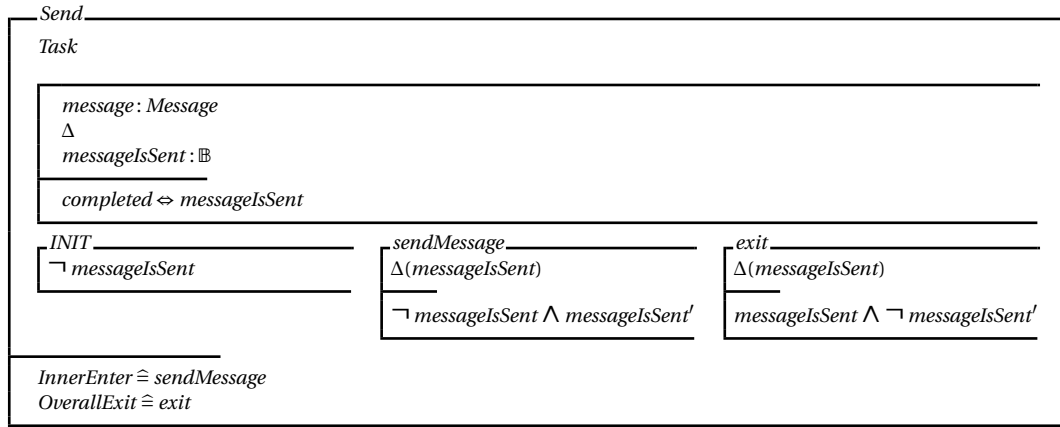 Send
Task
message : Message
Δ
messageIsSent : 𝔹
completed ⇔ messageIsSent
INIT
¬ messageIsSent
sendMessage
Δ(messageIsSent)
¬ messageIsSent ∧ messageIsSent′
exit
Δ(messageIsSent)
messageIsSent ∧ ¬ messageIsSent′
InnerEnter ≙ sendMessage
OverallExit ≙ exit